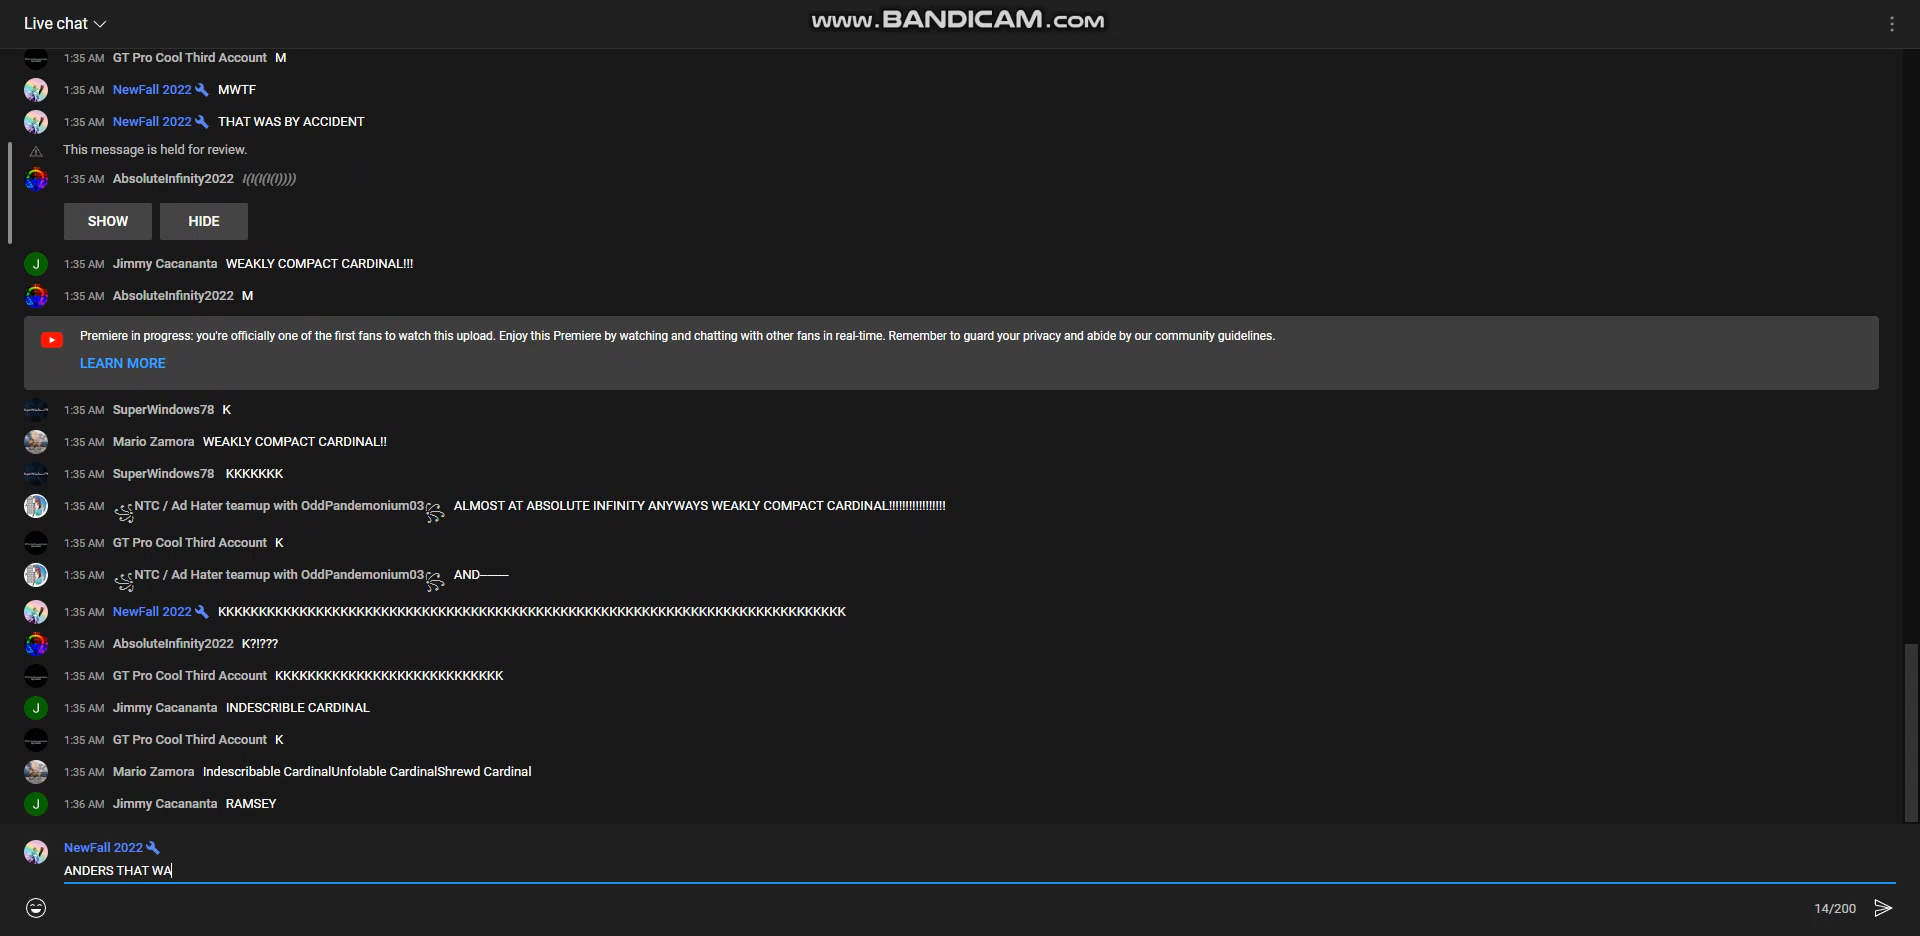 Live chat
www.BANDICAM.com
1:35 AM GT Pro Cool Third Account M
1:35 AM NewFall 2022 MWTF
1:35 AM NewFall 2022 THAT WAS BY ACCIDENT
This message is held for review.
1:35 AM AbsoluteInfinity2022 I(I(I(I(I))))
SHOW HIDE
J 1:35 AM Jimmy Cacananta WEAKLY COMPACT CARDINAL!!!
1:35 AM AbsoluteInfinity2022 M
Premiere in progress: you're officially one of the first fans to watch this upload. Enjoy this Premiere by watching and chatting with other fans in real-time. Remember to guard your privacy and abide by our community guidelines.
LEARN MORE
1:35 AM SuperWindows78 K
1:35 AM Mario Zamora WEAKLY COMPACT CARDINAL!!
1:35 AM SuperWindows78 KKKKKKK
1:35 AM ꧁NTC / Ad Hater teamup with OddPandemonium03꧂ ALMOST AT ABSOLUTE INFINITY ANYWAYS WEAKLY COMPACT CARDINAL!!!!!!!!!!!!!!!!!
1:35 AM GT Pro Cool Third Account K
1:35 AM ꧁NTC / Ad Hater teamup with OddPandemonium03꧂ AND-------
1:35 AM NewFall 2022 KKKKKKKKKKKKKKKKKKKKKKKKKKKKKKKKKKKKKKKKKKKKKKKKKKKKKKKKKKKKKKKKKKKKKKKKKKKKK
1:35 AM AbsoluteInfinity2022 K?!???
1:35 AM GT Pro Cool Third Account KKKKKKKKKKKKKKKKKKKKKKKKKKKK
J 1:35 AM Jimmy Cacananta INDESCRIBLE CARDINAL
1:35 AM GT Pro Cool Third Account K
1:35 AM Mario Zamora Indescribable CardinalUnfolable CardinalShrewd Cardinal
J 1:36 AM Jimmy Cacananta RAMSEY
NewFall 2022
ANDERS THAT WA
14/200